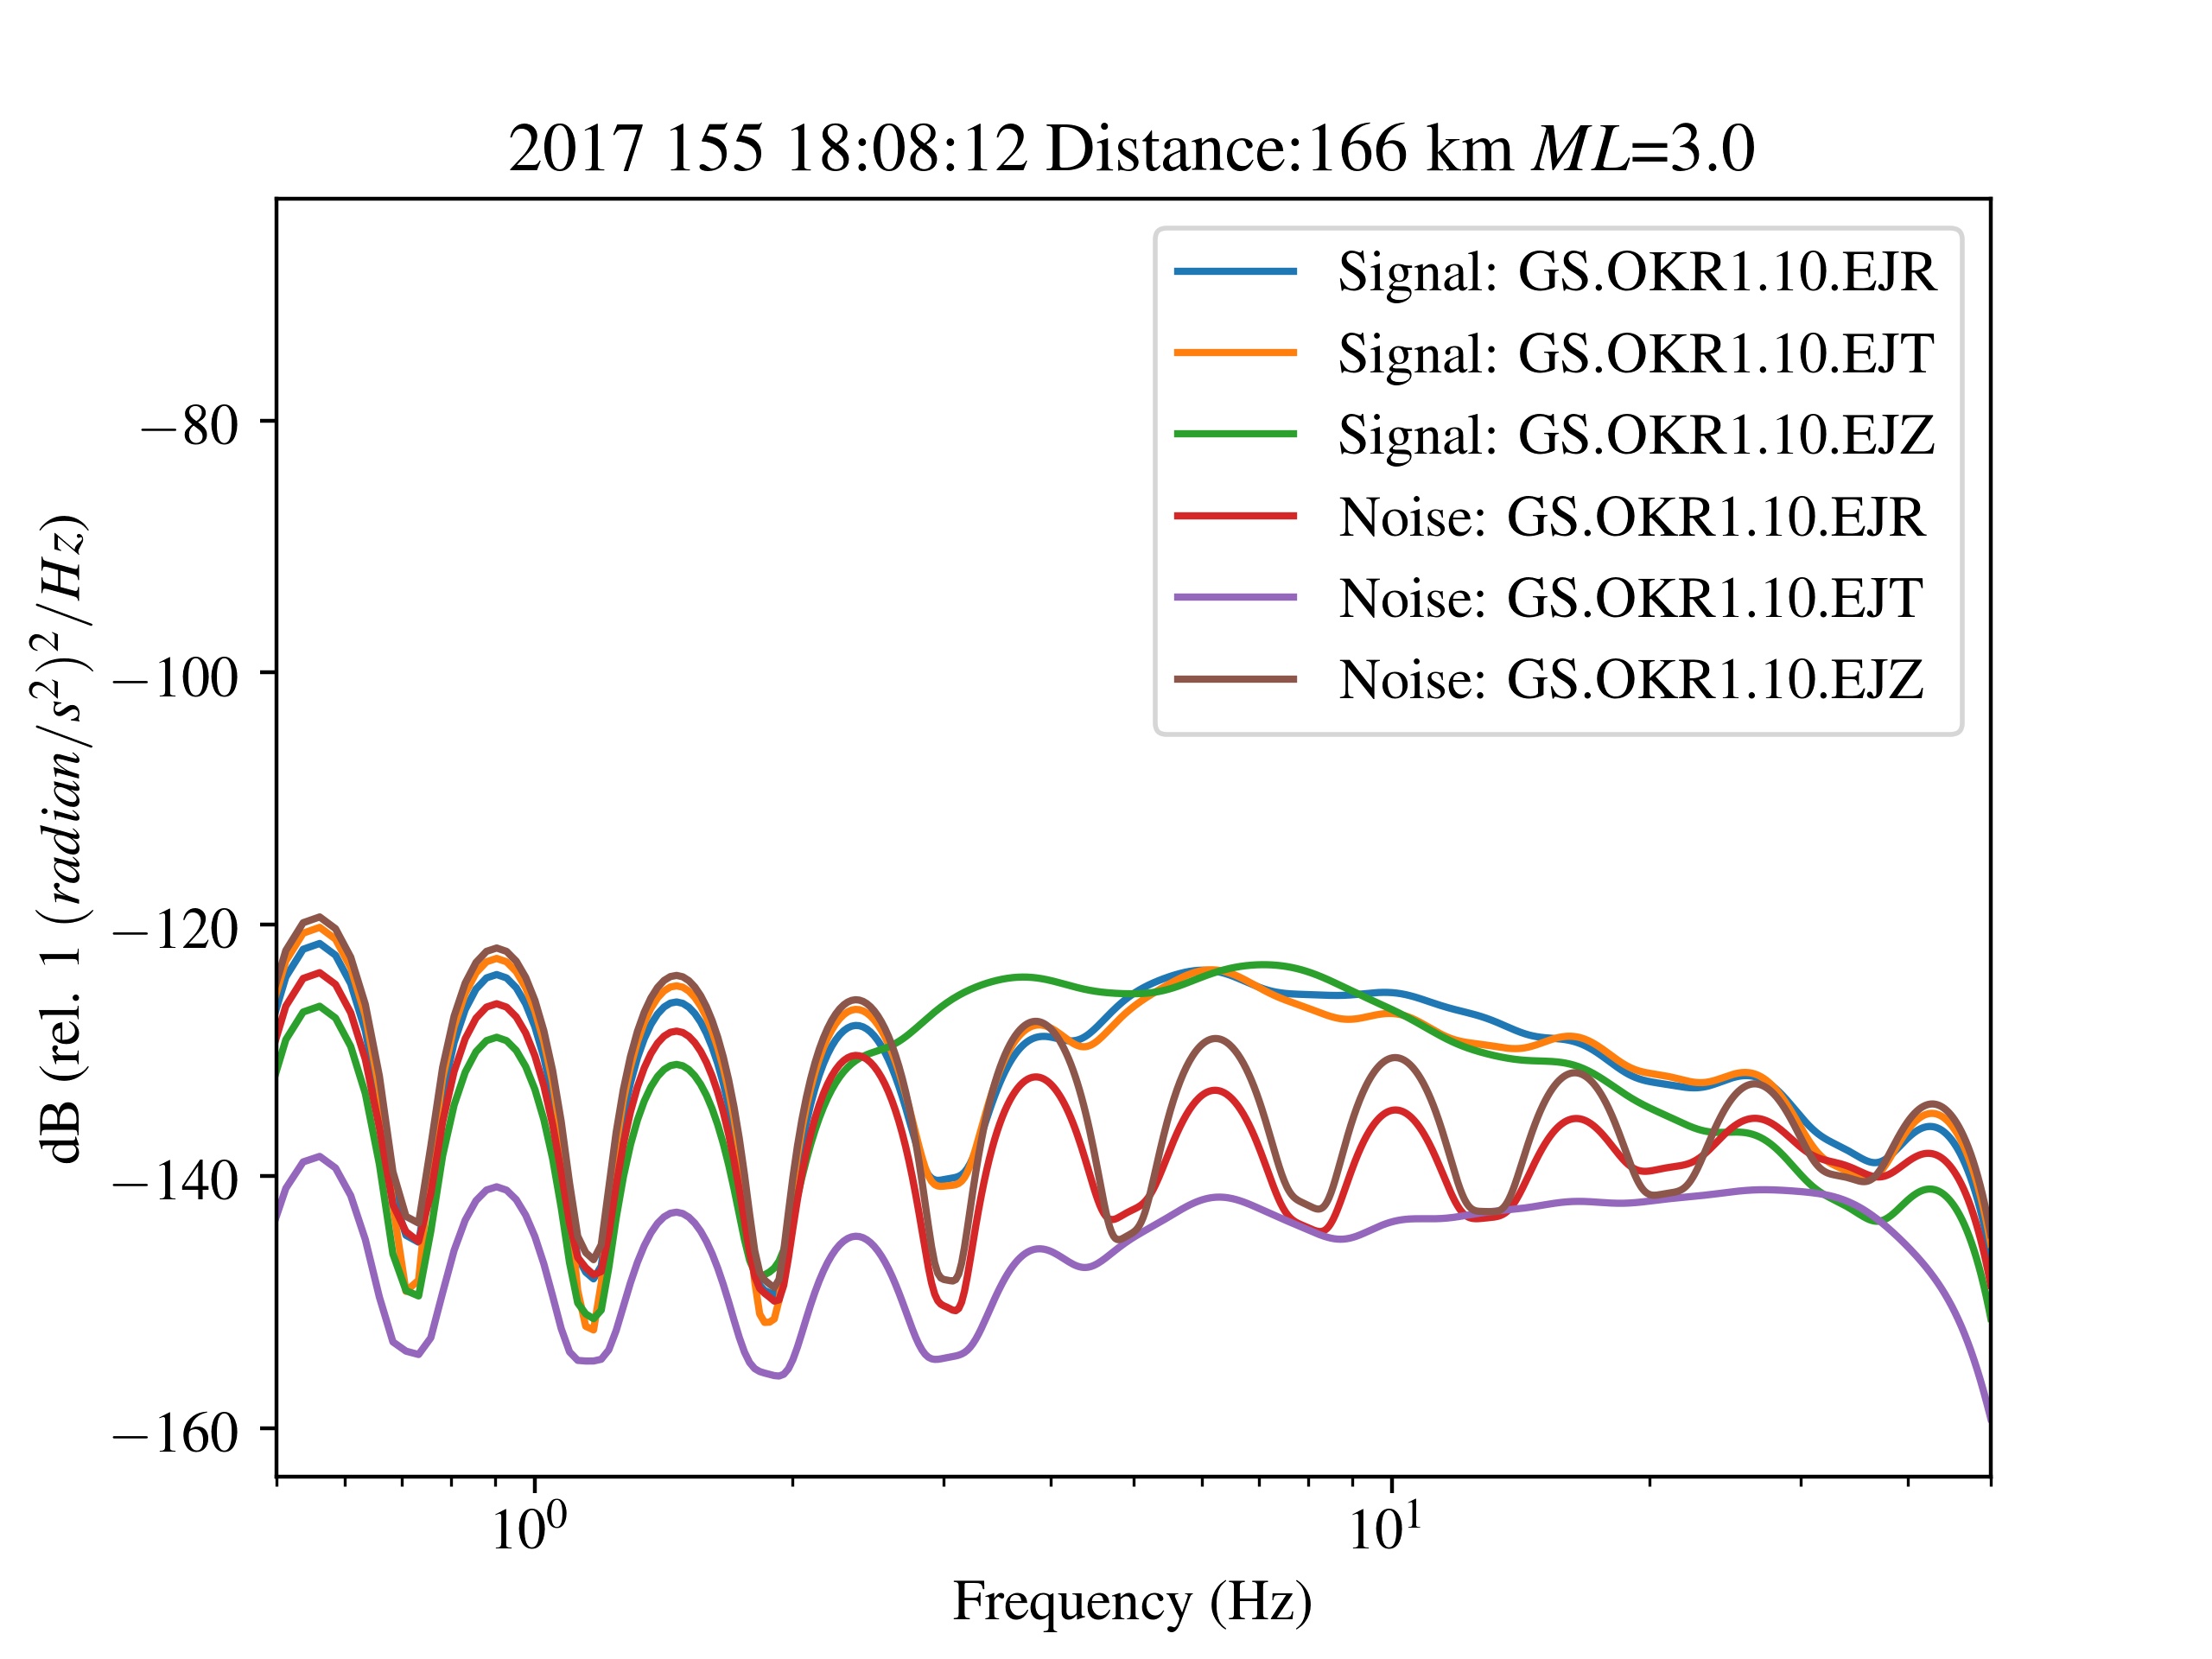 2017 155 18:08:12 Distance:166 km ML=3.0
Signal: GS.OKR1.10.EJR
Signal: GS.OKR1.10.EJT
Signal: GS.OKR1.10.EJZ
Noise: GS.OKR1.10.EJR
Noise: GS.OKR1.10.EJT
Noise: GS.OKR1.10.EJZ
dB (rel. 1 (radian/s²)²/Hz)
−80
−100
−120
−140
−160
10⁰
10¹
Frequency (Hz)